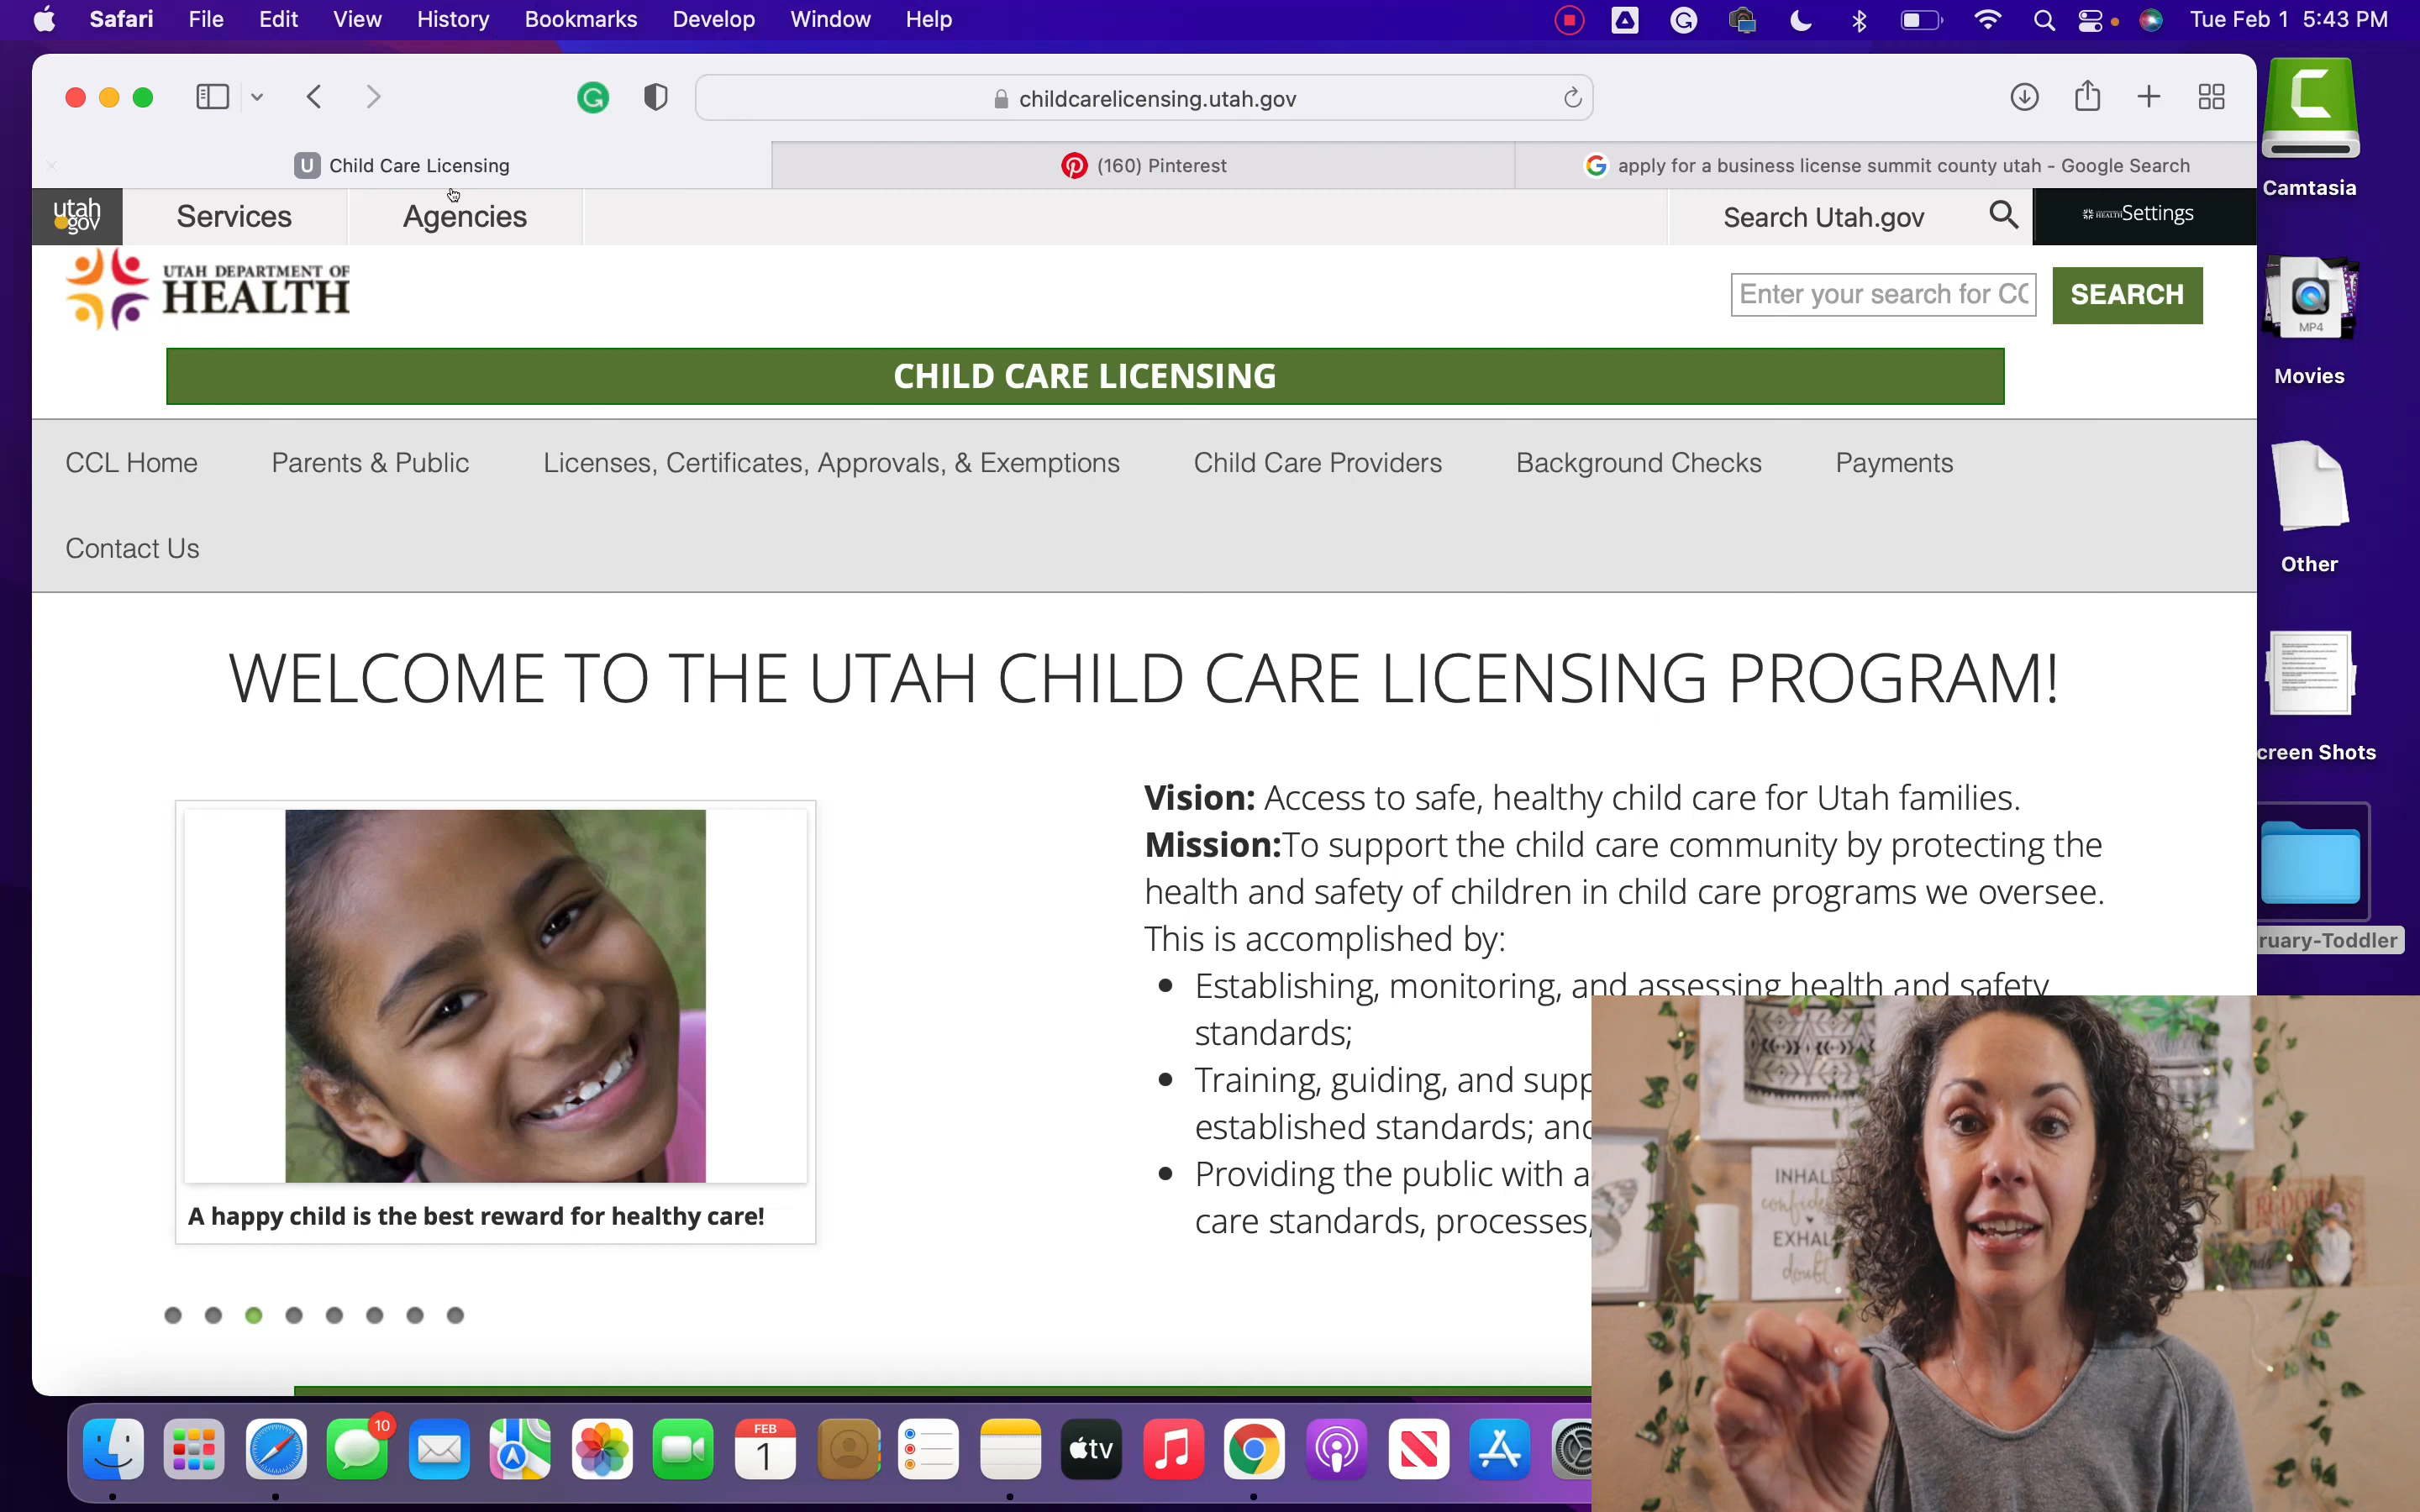 Safari File Edit View History Bookmarks Develop Window Help Tue Feb 1 5:43 PM
childcarelicensing.utah.gov
U Child Care Licensing (160) Pinterest apply for a business license summit county utah - Google Search
utah gov Services Agencies Search Utah.gov HEALTH Settings
UTAH DEPARTMENT OF
HEALTH
Enter your search for CC SEARCH
CHILD CARE LICENSING
CCL Home Parents & Public Licenses, Certificates, Approvals, & Exemptions Child Care Providers Background Checks Payments
Contact Us
WELCOME TO THE UTAH CHILD CARE LICENSING PROGRAM!
Vision: Access to safe, healthy child care for Utah families.
Mission:To support the child care community by protecting the
health and safety of children in child care programs we oversee.
This is accomplished by:
• Establishing, monitoring, and assessing health and safety
standards;
• Training, guiding, and supp
established standards; and
• Providing the public with a
care standards, processes,
A happy child is the best reward for healthy care!
Camtasia
MP4
Movies
Other
creen Shots
ruary-Toddler
INHALE
EXHALE
doubt
10
FEB
1
tv